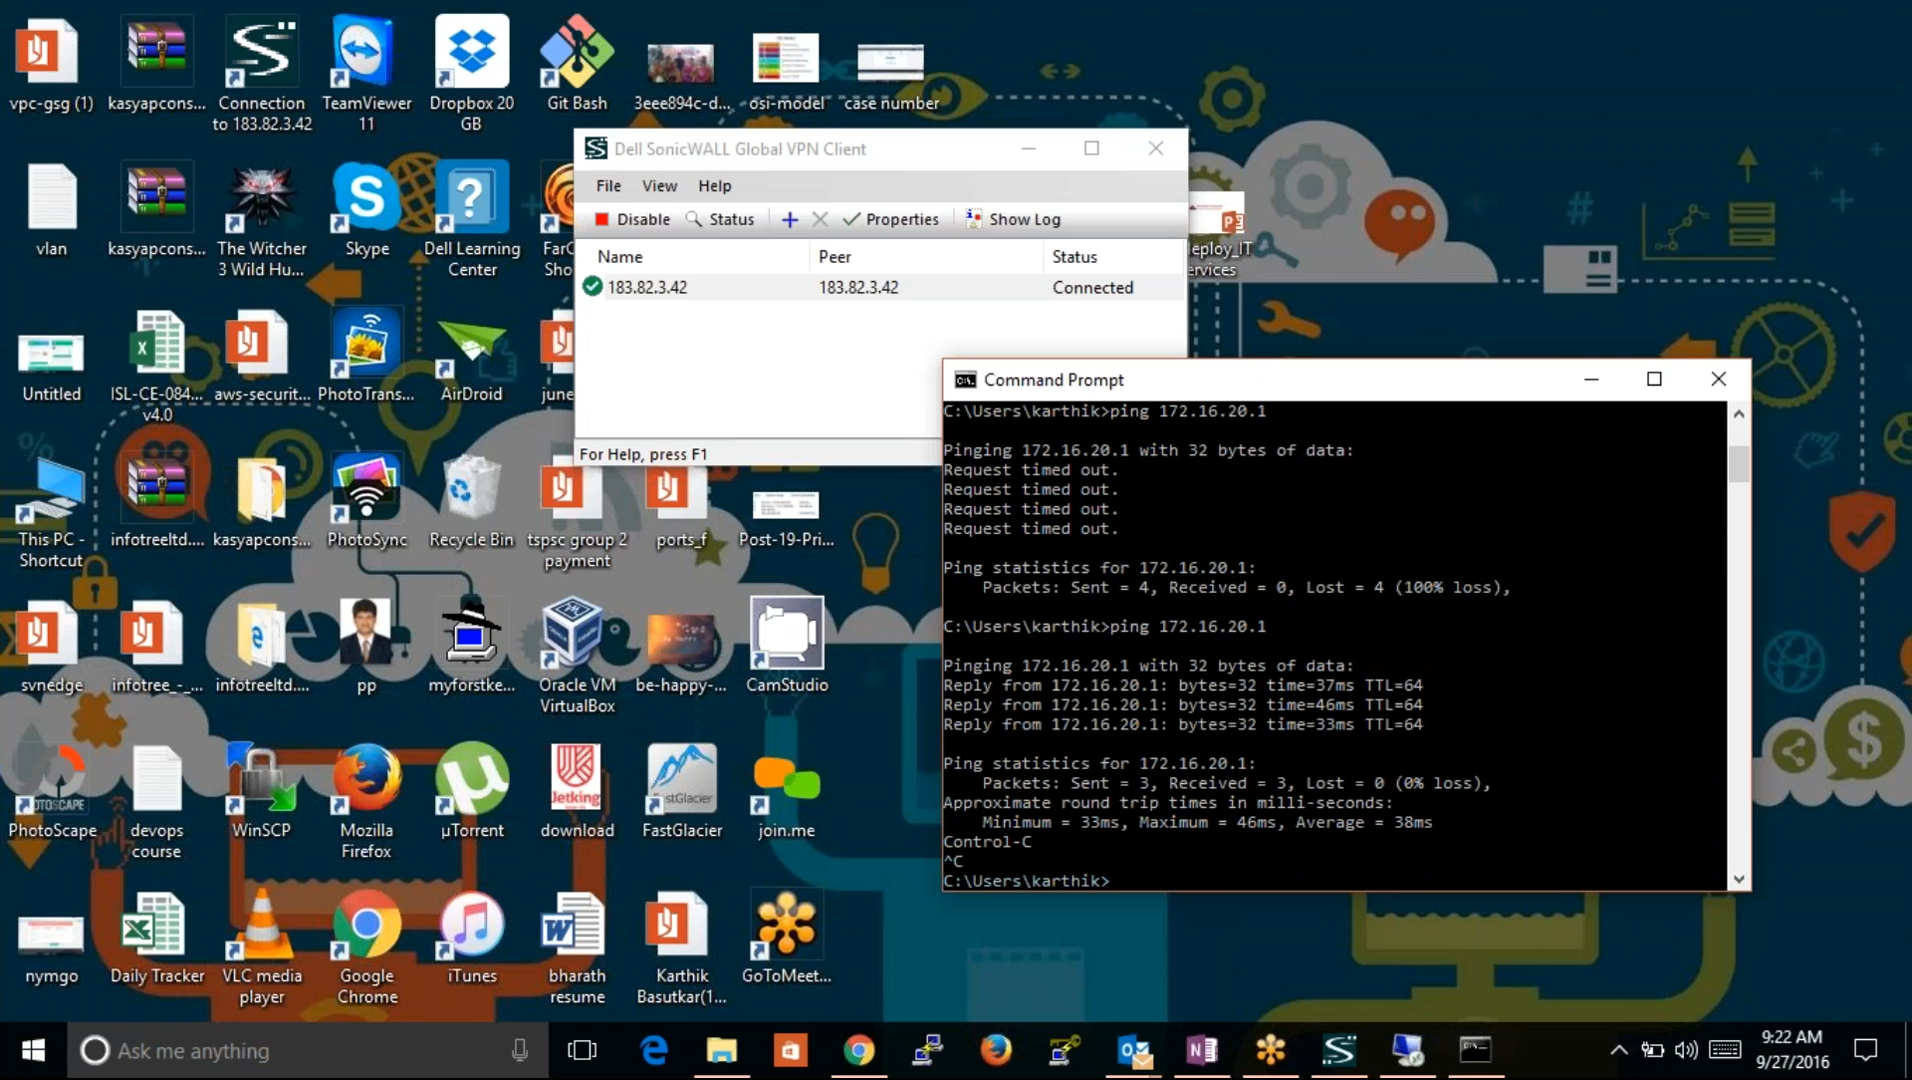 vpc-gsg (1)
kasyapcons...
Connection
to 183.82.3.42
TeamViewer
11
Dropbox 20
GB
Git Bash
3eee894c-d...
osi-model
case number
Dell SonicWALL Global VPN Client
File View Help
Disable Status Properties Show Log
Name Peer Status
183.82.3.42 183.82.3.42 Connected
For Help, press F1
vlan
kasyapcons...
The Witcher
3 Wild Hu...
Skype
Dell Learning
Center
FarC
Sho
eploy_IT
ervices
Untitled
ISL-CE-084...
v4.0
aws-securit...
PhotoTrans...
AirDroid
june
Command Prompt
C:\Users\karthik>ping 172.16.20.1
Pinging 172.16.20.1 with 32 bytes of data:
Request timed out.
Request timed out.
Request timed out.
Request timed out.
Ping statistics for 172.16.20.1:
Packets: Sent = 4, Received = 0, Lost = 4 (100% loss),
C:\Users\karthik>ping 172.16.20.1
Pinging 172.16.20.1 with 32 bytes of data:
Reply from 172.16.20.1: bytes=32 time=37ms TTL=64
Reply from 172.16.20.1: bytes=32 time=46ms TTL=64
Reply from 172.16.20.1: bytes=32 time=33ms TTL=64
Ping statistics for 172.16.20.1:
Packets: Sent = 3, Received = 3, Lost = 0 (0% loss),
Approximate round trip times in milli-seconds:
Minimum = 33ms, Maximum = 46ms, Average = 38ms
Control-C
^C
C:\Users\karthik>
This PC -
Shortcut
infotreeltd....
kasyapcons...
PhotoSync
Recycle Bin
tspsc group 2
payment
ports_f
Post-19-Pri...
svnedge
infotree_-_...
infotreeltd....
pp
myforstke...
Oracle VM
VirtualBox
be-happy-...
CamStudio
PhotoScape
devops
course
WinSCP
Mozilla
Firefox
µTorrent
Jetking
download
FastGlacier
FastGlacier
join.me
nymgo
Daily Tracker
VLC media
player
Google
Chrome
iTunes
bharath
resume
Karthik
Basutkar(1...
GoToMeet...
Ask me anything
9:22 AM
9/27/2016